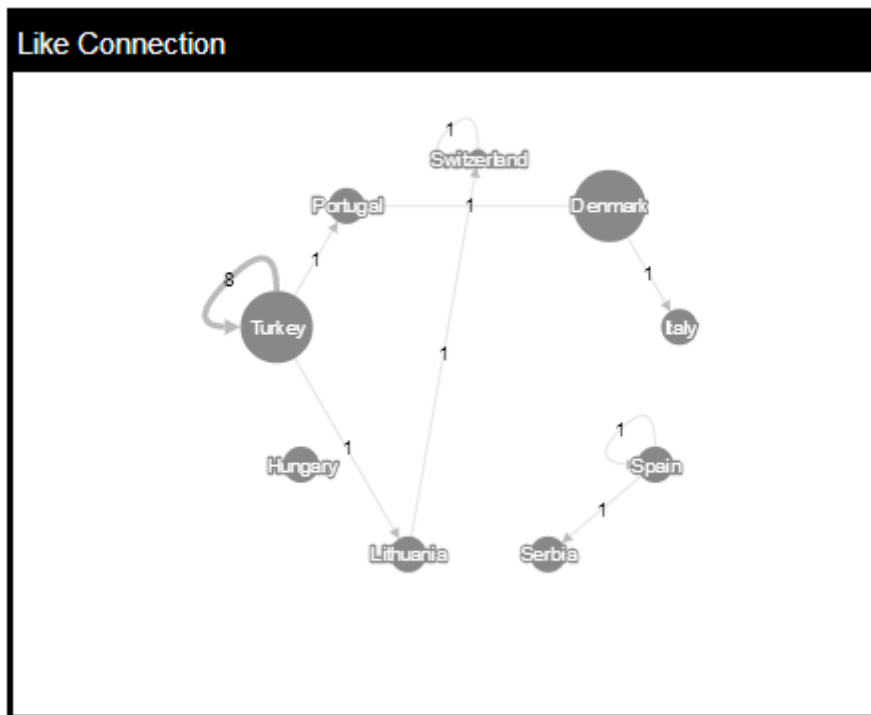 Like Connection
1
Switzerland
Portugal
1
Denmark
1
1
8
Turkey
Italy
1
1
1
Hungary
Spain
1
Lithuania
Serbia